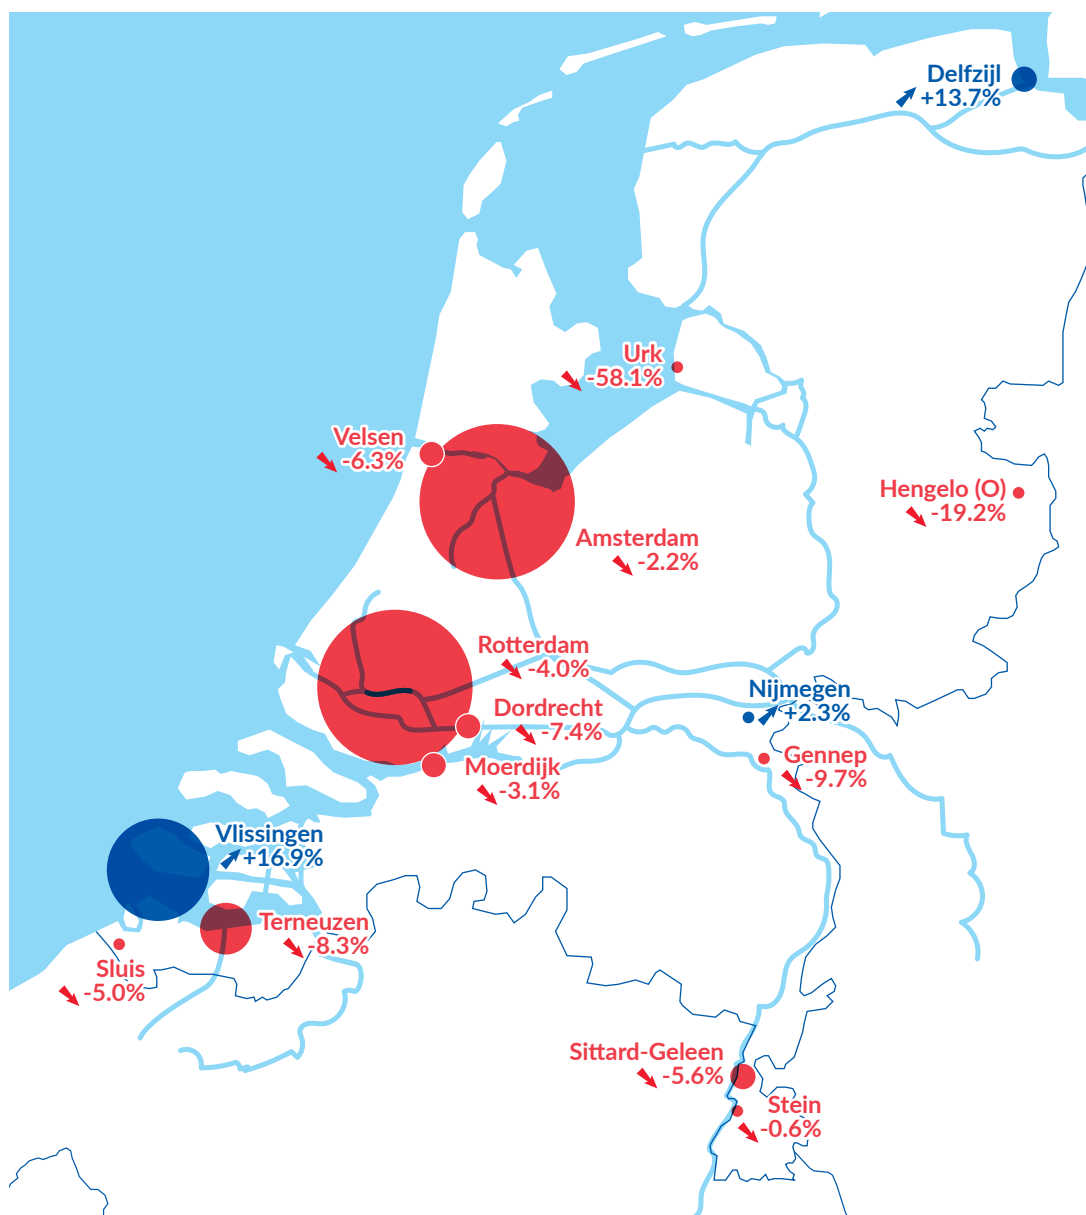 Delfzijl
+13.7%
Urk
-58.1%
Velsen
-6.3%
Hengelo (O)
-19.2%
Amsterdam
-2.2%
Rotterdam
-4.0%
Nijmegen
+2.3%
Dordrecht
-7.4%
Gennep
-9.7%
Moerdijk
-3.1%
Vlissingen
+16.9%
Terneuzen
-8.3%
Sluis
-5.0%
Sittard-Geleen
-5.6%
Stein
-0.6%